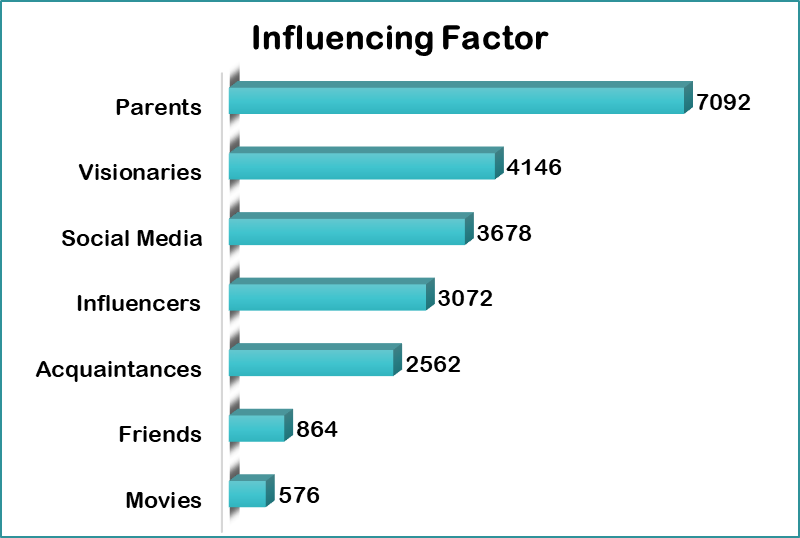 Influencing Factor
Parents 7092
Visionaries 4146
Social Media 3678
Influencers 3072
Acquaintances 2562
Friends 864
Movies 576